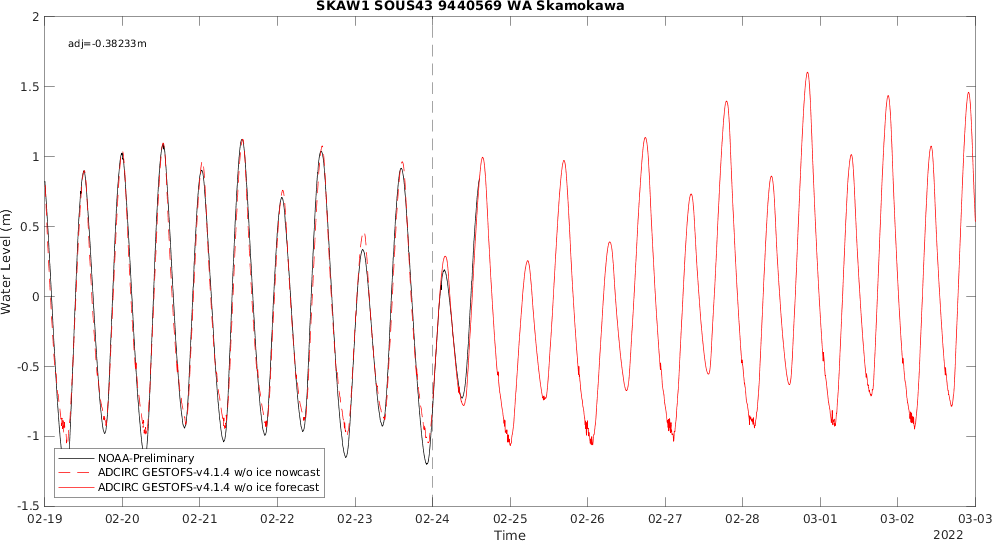 SKAW1 SOUS43 9440569 WA Skamokawa
adj=-0.38233m
2
1.5
1
0.5
0
-0.5
-1
-1.5
Water Level (m)
NOAA-Preliminary
ADCIRC GESTOFS-v4.1.4 w/o ice nowcast
ADCIRC GESTOFS-v4.1.4 w/o ice forecast
02-19 02-20 02-21 02-22 02-23 02-24 02-25 02-26 02-27 02-28 03-01 03-02 03-03
Time
2022